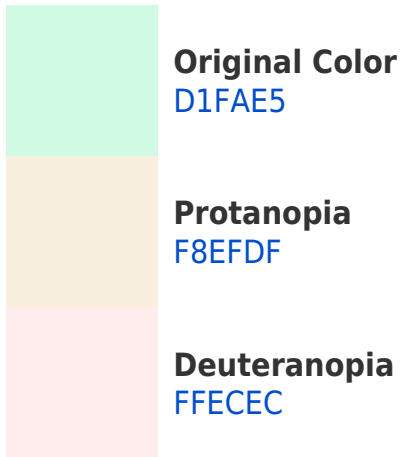 Original Color
D1FAE5
Protanopia
F8EFDF
Deuteranopia
FFECEC